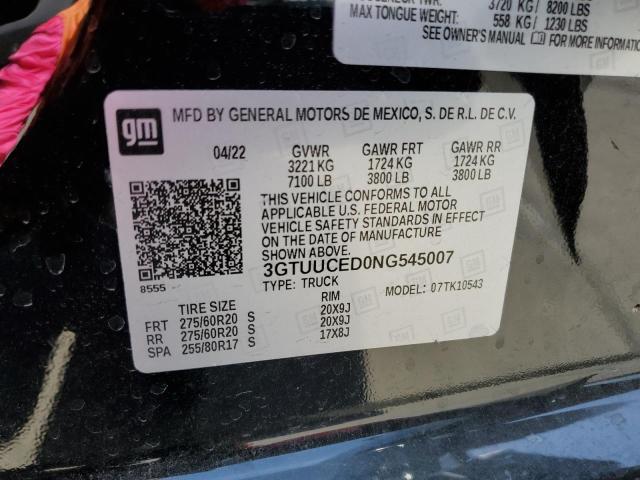 3720 KG / 8200 LBS
MAX TONGUE WEIGHT: 558 KG / 1230 LBS
SEE OWNER'S MANUAL FOR MORE INFORMATION
gm
MFD BY GENERAL MOTORS DE MEXICO, S. DE R.L. DE C.V.
04/22 GVWR GAWR FRT GAWR RR
3221 KG 1724 KG 1724 KG
7100 LB 3800 LB 3800 LB
THIS VEHICLE CONFORMS TO ALL
APPLICABLE U.S. FEDERAL MOTOR
VEHICLE SAFETY STANDARDS IN EFFECT
ON THE DATE OF MANUFACTURE
SHOWN ABOVE.
8555
3GTUUCED0NG545007
TYPE: TRUCK MODEL: 07TK10543
TIRE SIZE RIM
FRT 275/60R20 S 20X9J
RR 275/60R20 S 20X9J
SPA 255/80R17 S 17X8J